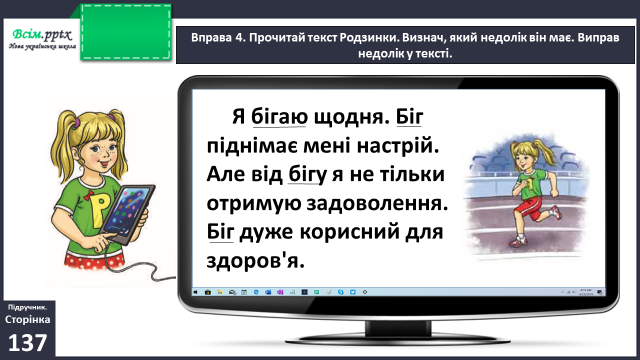 Всім.pptx
Нова українська школа
Вправа 4. Прочитай текст Родзинки. Визнач, який недолік він має. Виправ
недолік у тексті.
Я бігаю щодня. Біг
піднімає мені настрій.
Але від бігу я не тільки
отримую задоволення.
Біг дуже корисний для
здоров'я.
Р
Підручник.
Сторінка
137